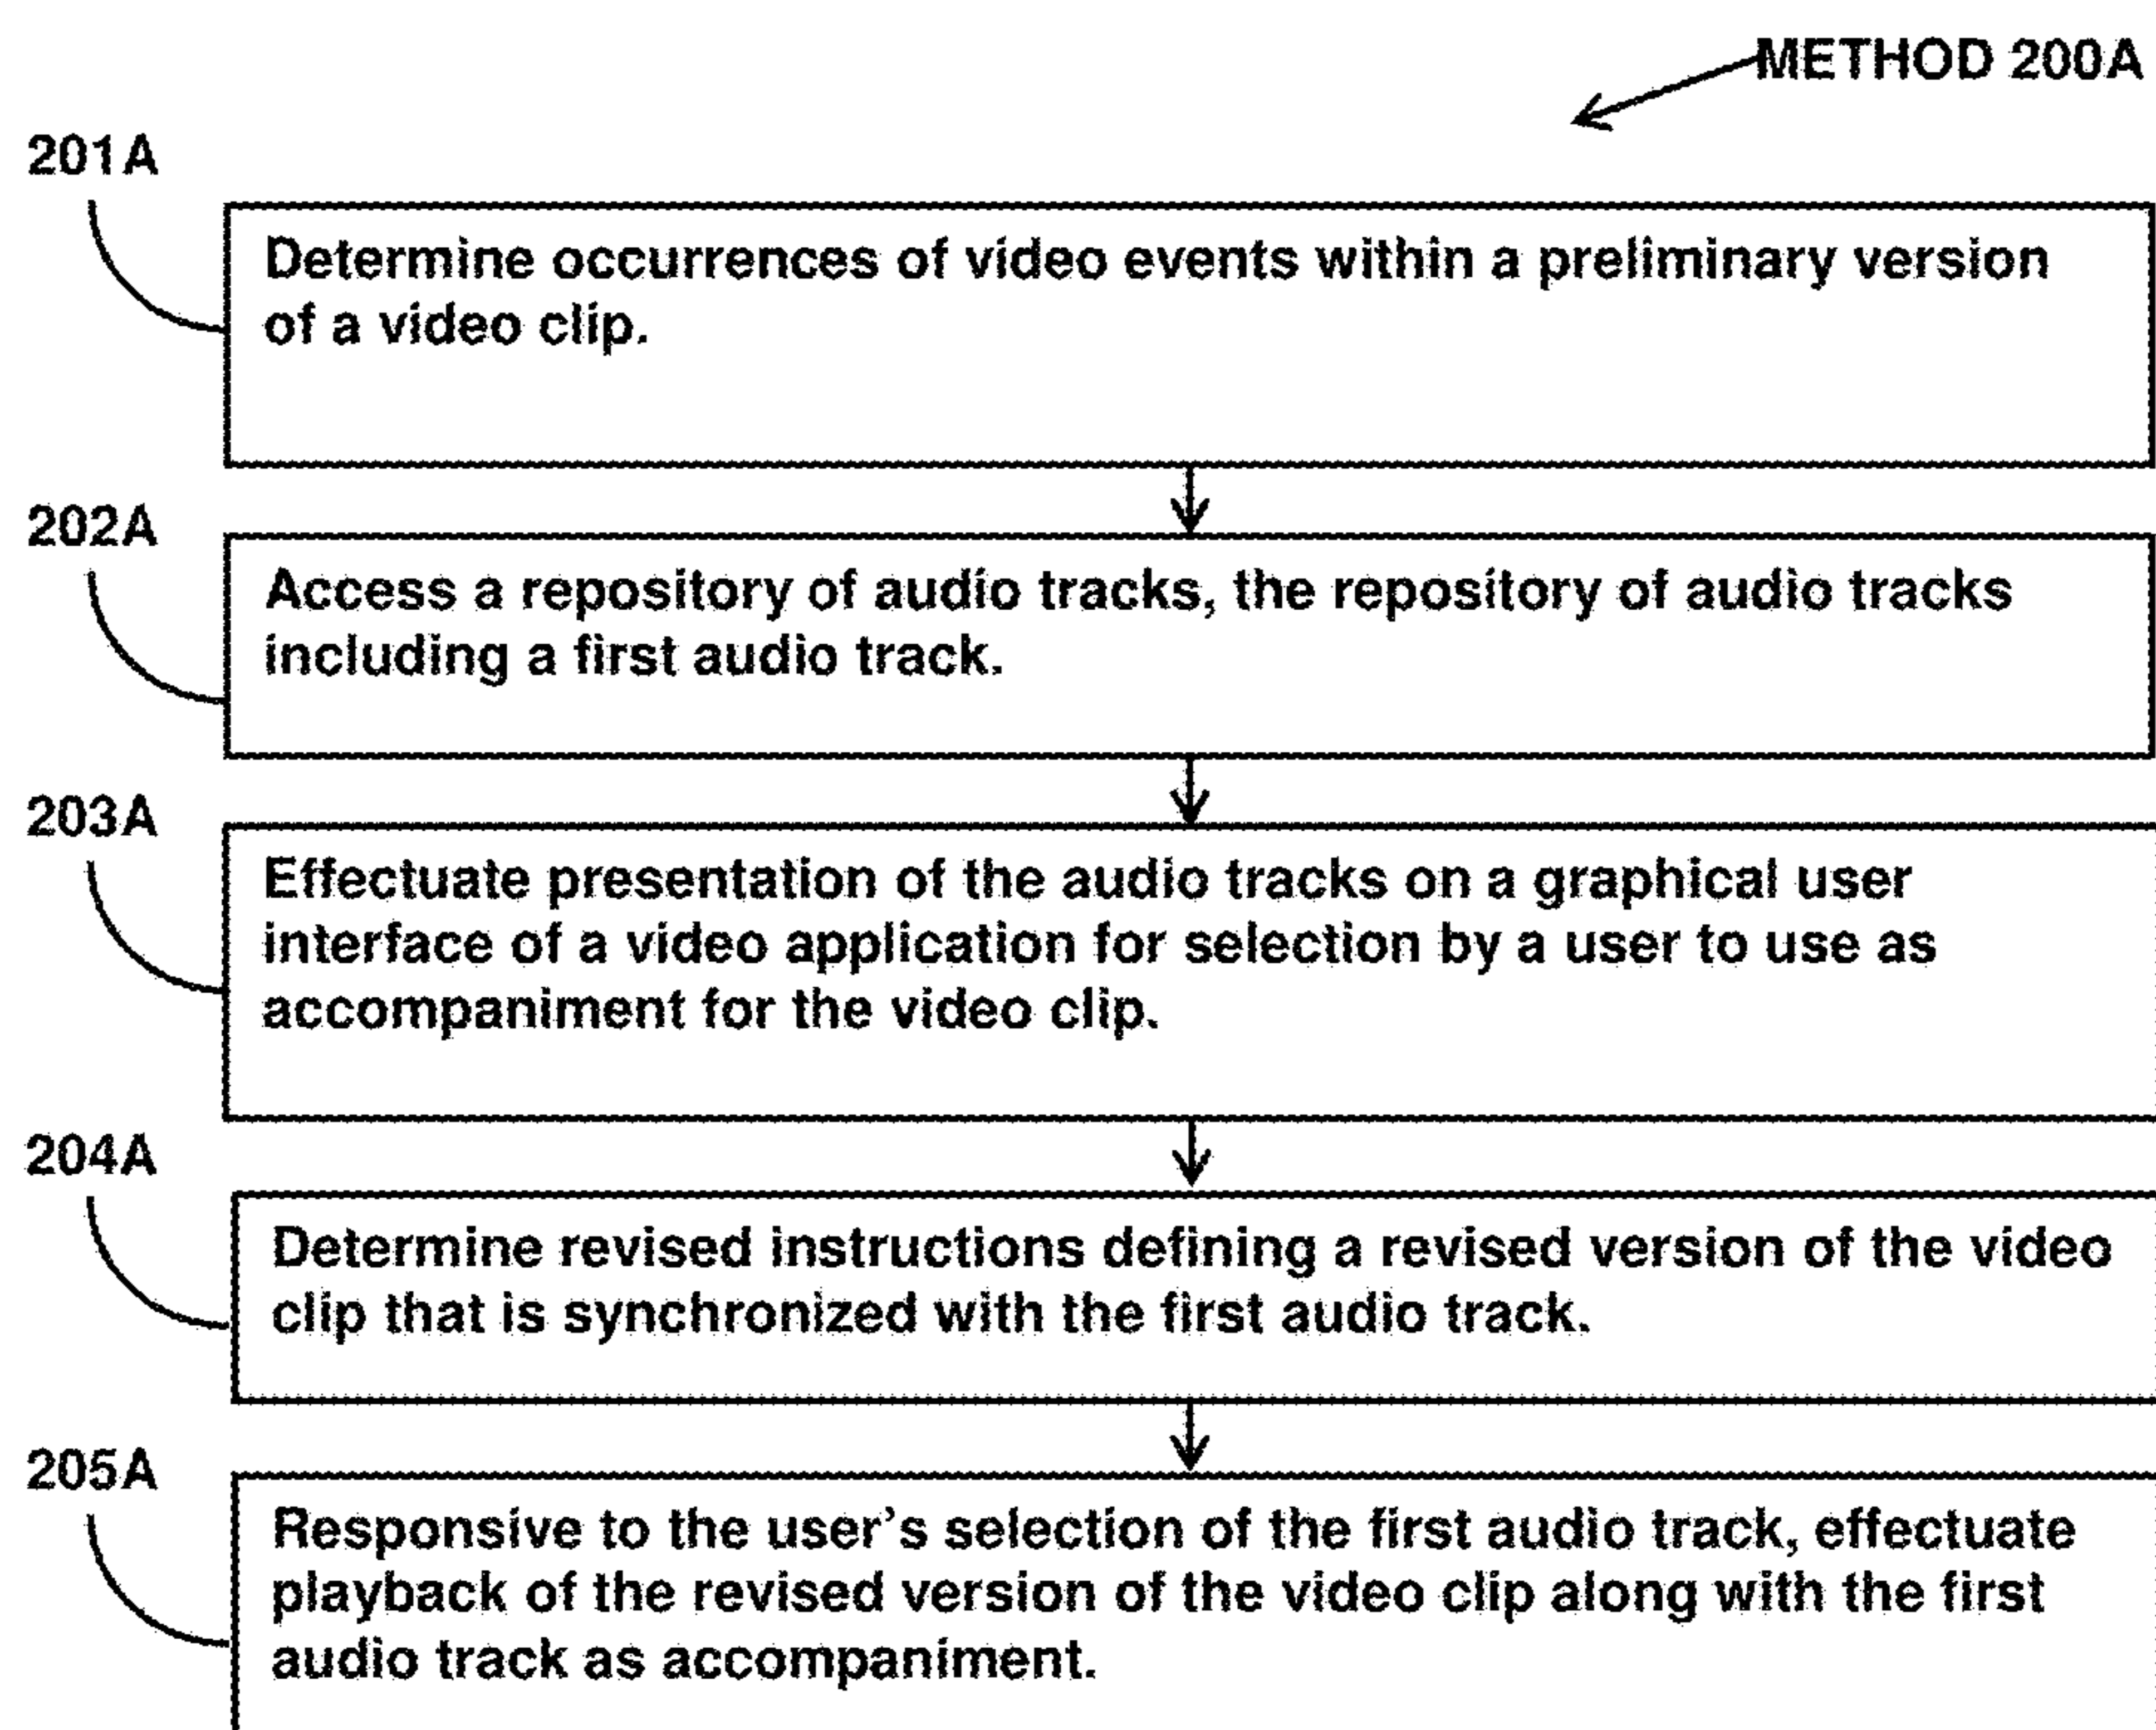 METHOD 200A
201A
Determine occurrences of video events within a preliminary version
of a video clip.
202A
Access a repository of audio tracks, the repository of audio tracks
including a first audio track.
203A
Effectuate presentation of the audio tracks on a graphical user
interface of a video application for selection by a user to use as
accompaniment for the video clip.
204A
Determine revised instructions defining a revised version of the video
clip that is synchronized with the first audio track.
205A
Responsive to the user’s selection of the first audio track, effectuate
playback of the revised version of the video clip along with the first
audio track as accompaniment.